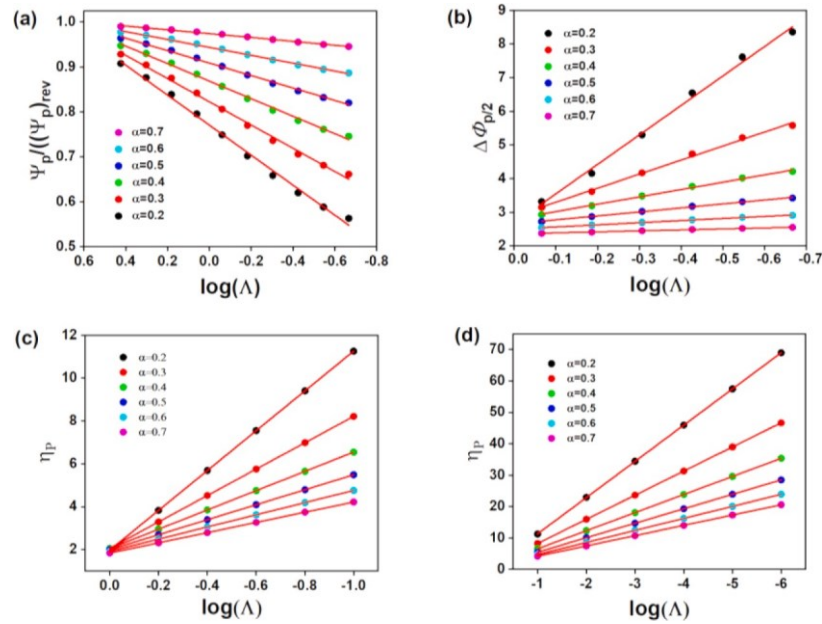 (a)
Ψp/((Ψp)rev
1.0
0.9
0.8
0.7
0.6
0.5
α=0.7
α=0.6
α=0.5
α=0.4
α=0.3
α=0.2
0.6 0.4 0.2 0.0 -0.2 -0.4 -0.6 -0.8
log(Λ)
(b)
ΔΦp/2
9
8
7
6
5
4
3
2
α=0.2
α=0.3
α=0.4
α=0.5
α=0.6
α=0.7
0.0 -0.1 -0.2 -0.3 -0.4 -0.5 -0.6 -0.7
log(Λ)
(c)
ηP
12
10
8
6
4
2
α=0.2
α=0.3
α=0.4
α=0.5
α=0.6
α=0.7
0.0 -0.2 -0.4 -0.6 -0.8 -1.0
log(Λ)
(d)
ηP
70
60
50
40
30
20
10
0
α=0.2
α=0.3
α=0.4
α=0.5
α=0.6
α=0.7
-1 -2 -3 -4 -5 -6
log(Λ)